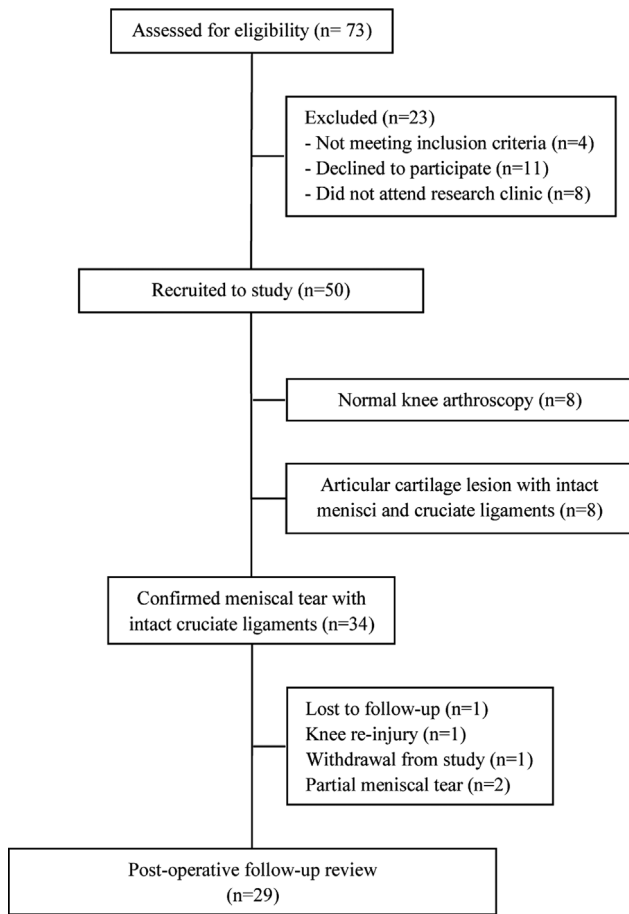 Assessed for eligibility (n= 73)
Excluded (n=23)
- Not meeting inclusion criteria (n=4)
- Declined to participate (n=11)
- Did not attend research clinic (n=8)
Recruited to study (n=50)
Normal knee arthroscopy (n=8)
Articular cartilage lesion with intact
menisci and cruciate ligaments (n=8)
Confirmed meniscal tear with
intact cruciate ligaments (n=34)
Lost to follow-up (n=1)
Knee re-injury (n=1)
Withdrawal from study (n=1)
Partial meniscal tear (n=2)
Post-operative follow-up review
(n=29)